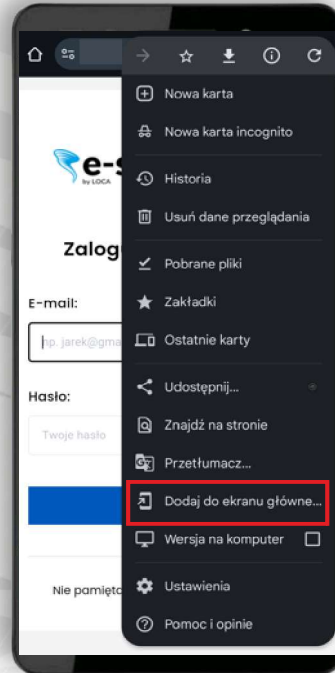 Nowa karta
Nowa karta incognito
e-s
by LOCA
Historia
Usuń dane przeglądania
Zalog
Pobrane pliki
E-mail:
Zakładki
np. jarek@gma
Ostatnie karty
Hasło:
Udostępnij...
Twoje hasło
Znajdź na stronie
Przetłumacz...
Dodaj do ekranu główne...
Wersja na komputer
Nie pamięta
Ustawienia
Pomoc i opinie